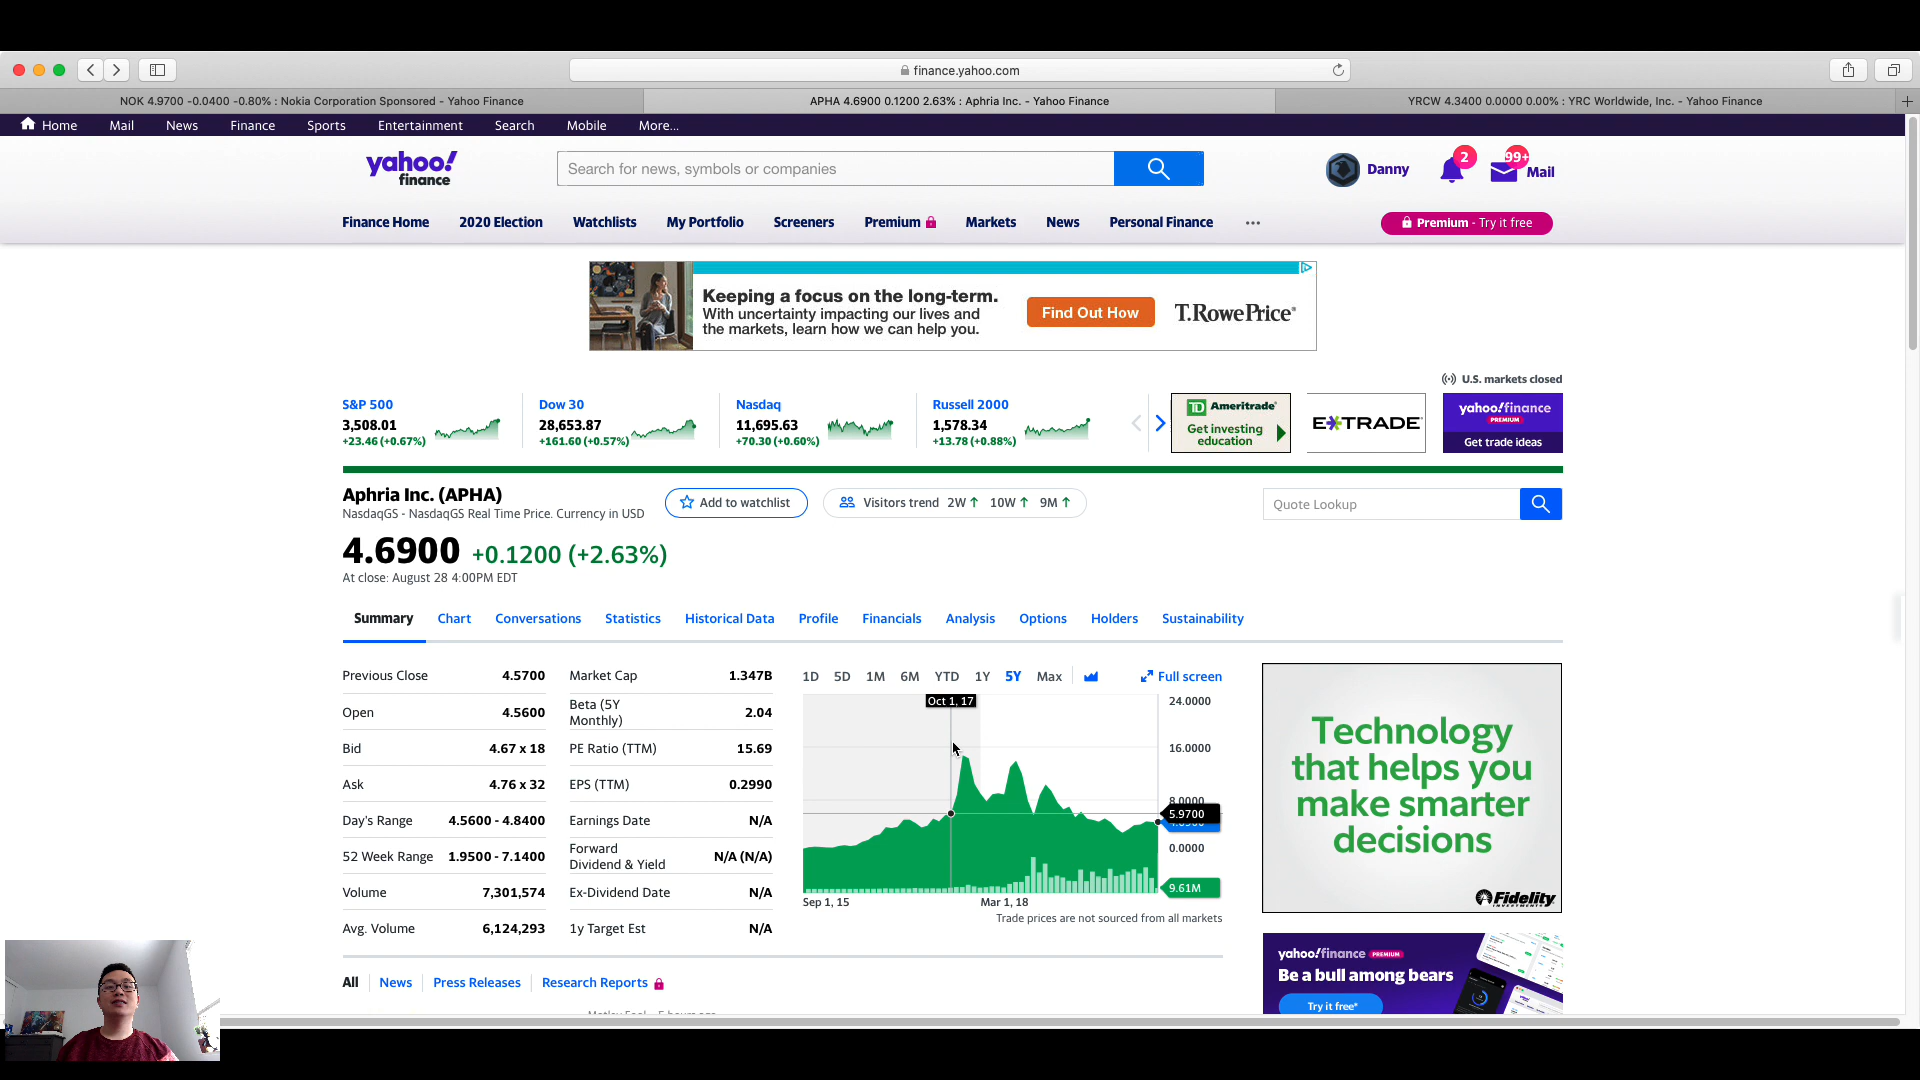 finance.yahoo.com
NOK 4.9700 -0.0400 -0.80% : Nokia Corporation Sponsored - Yahoo Finance
APHA 4.6900 0.1200 2.63% : Aphria Inc. - Yahoo Finance
YRCW 4.3400 0.0000 0.00% : YRC Worldwide, Inc. - Yahoo Finance
Home Mail News Finance Sports Entertainment Search Mobile More...
yahoo!
finance
Search for news, symbols or companies
Danny
2
99+
Mail
Finance Home 2020 Election Watchlists My Portfolio Screeners Premium Markets News Personal Finance ...
Premium - Try it free
Keeping a focus on the long-term.
With uncertainty impacting our lives and
the markets, learn how we can help you.
Find Out How
T.RowePrice
U.S. markets closed
S&P 500
3,508.01
+23.46 (+0.67%)
Dow 30
28,653.87
+161.60 (+0.57%)
Nasdaq
11,695.63
+70.30 (+0.60%)
Russell 2000
1,578.34
+13.78 (+0.88%)
TD Ameritrade
Get investing
education
E*TRADE
yahoo!finance
PREMIUM
Get trade ideas
Aphria Inc. (APHA)
NasdaqGS - NasdaqGS Real Time Price. Currency in USD
Add to watchlist
Visitors trend 2W 10W 9M
Quote Lookup
4.6900 +0.1200 (+2.63%)
At close: August 28 4:00PM EDT
Summary Chart Conversations Statistics Historical Data Profile Financials Analysis Options Holders Sustainability
Previous Close 4.5700
Open 4.5600
Bid 4.67 x 18
Ask 4.76 x 32
Day's Range 4.5600 - 4.8400
52 Week Range 1.9500 - 7.1400
Volume 7,301,574
Avg. Volume 6,124,293
Market Cap 1.347B
Beta (5Y
Monthly) 2.04
PE Ratio (TTM) 15.69
EPS (TTM) 0.2990
Earnings Date N/A
Forward
Dividend & Yield N/A (N/A)
Ex-Dividend Date N/A
1y Target Est N/A
1D 5D 1M 6M YTD 1Y 5Y Max Full screen
Oct 1, 17
24.0000
16.0000
8.0000
5.9700
0.0000
9.61M
Sep 1, 15
Mar 1, 18
Trade prices are not sourced from all markets
Technology
that helps you
make smarter
decisions
Fidelity
INVESTMENTS
yahoo!finance PREMIUM
Be a bull among bears
Try it free*
All News Press Releases Research Reports